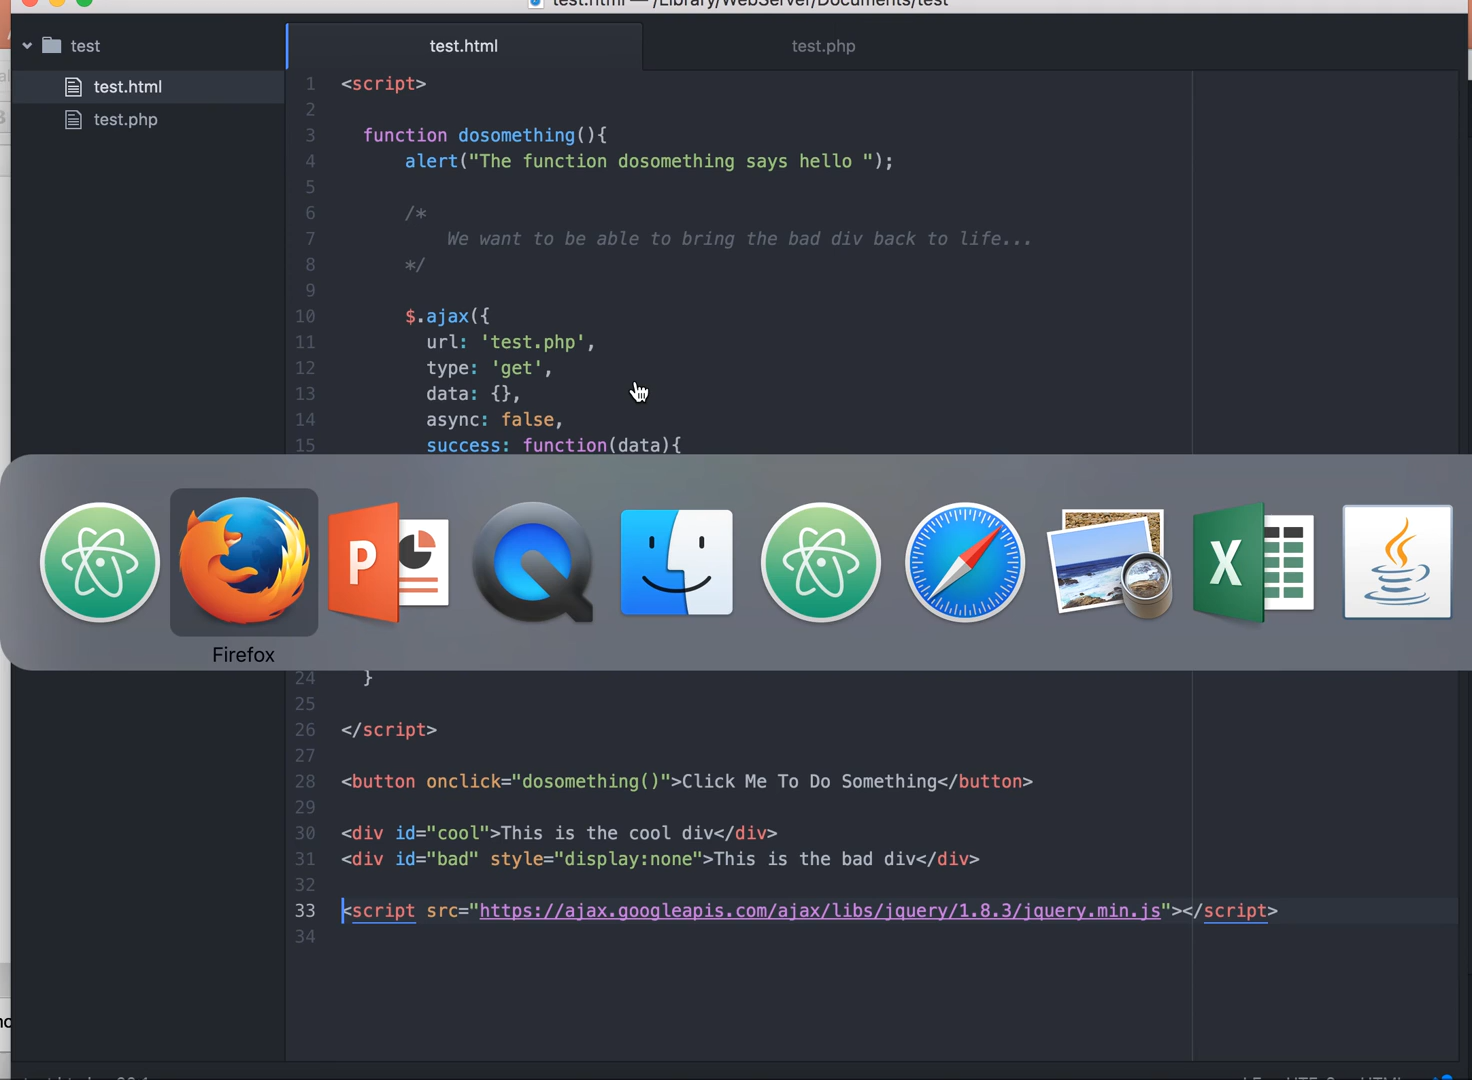 test.html — /Library/WebServer/Documents/test
test
test.html
test.php
test.html
test.php
1 <script>
2
3 function dosomething(){
4 alert("The function dosomething says hello ");
5
6 /*
7 We want to be able to bring the bad div back to life...
8 */
9
10 $.ajax({
11 url: 'test.php',
12 type: 'get',
13 data: {},
14 async: false,
15 success: function(data){
P
X
Firefox
24 }
25
26 </script>
27
28 <button onclick="dosomething()">Click Me To Do Something</button>
29
30 <div id="cool">This is the cool div</div>
31 <div id="bad" style="display:none">This is the bad div</div>
32
33 <script src="https://ajax.googleapis.com/ajax/libs/jquery/1.8.3/jquery.min.js"></script>
34